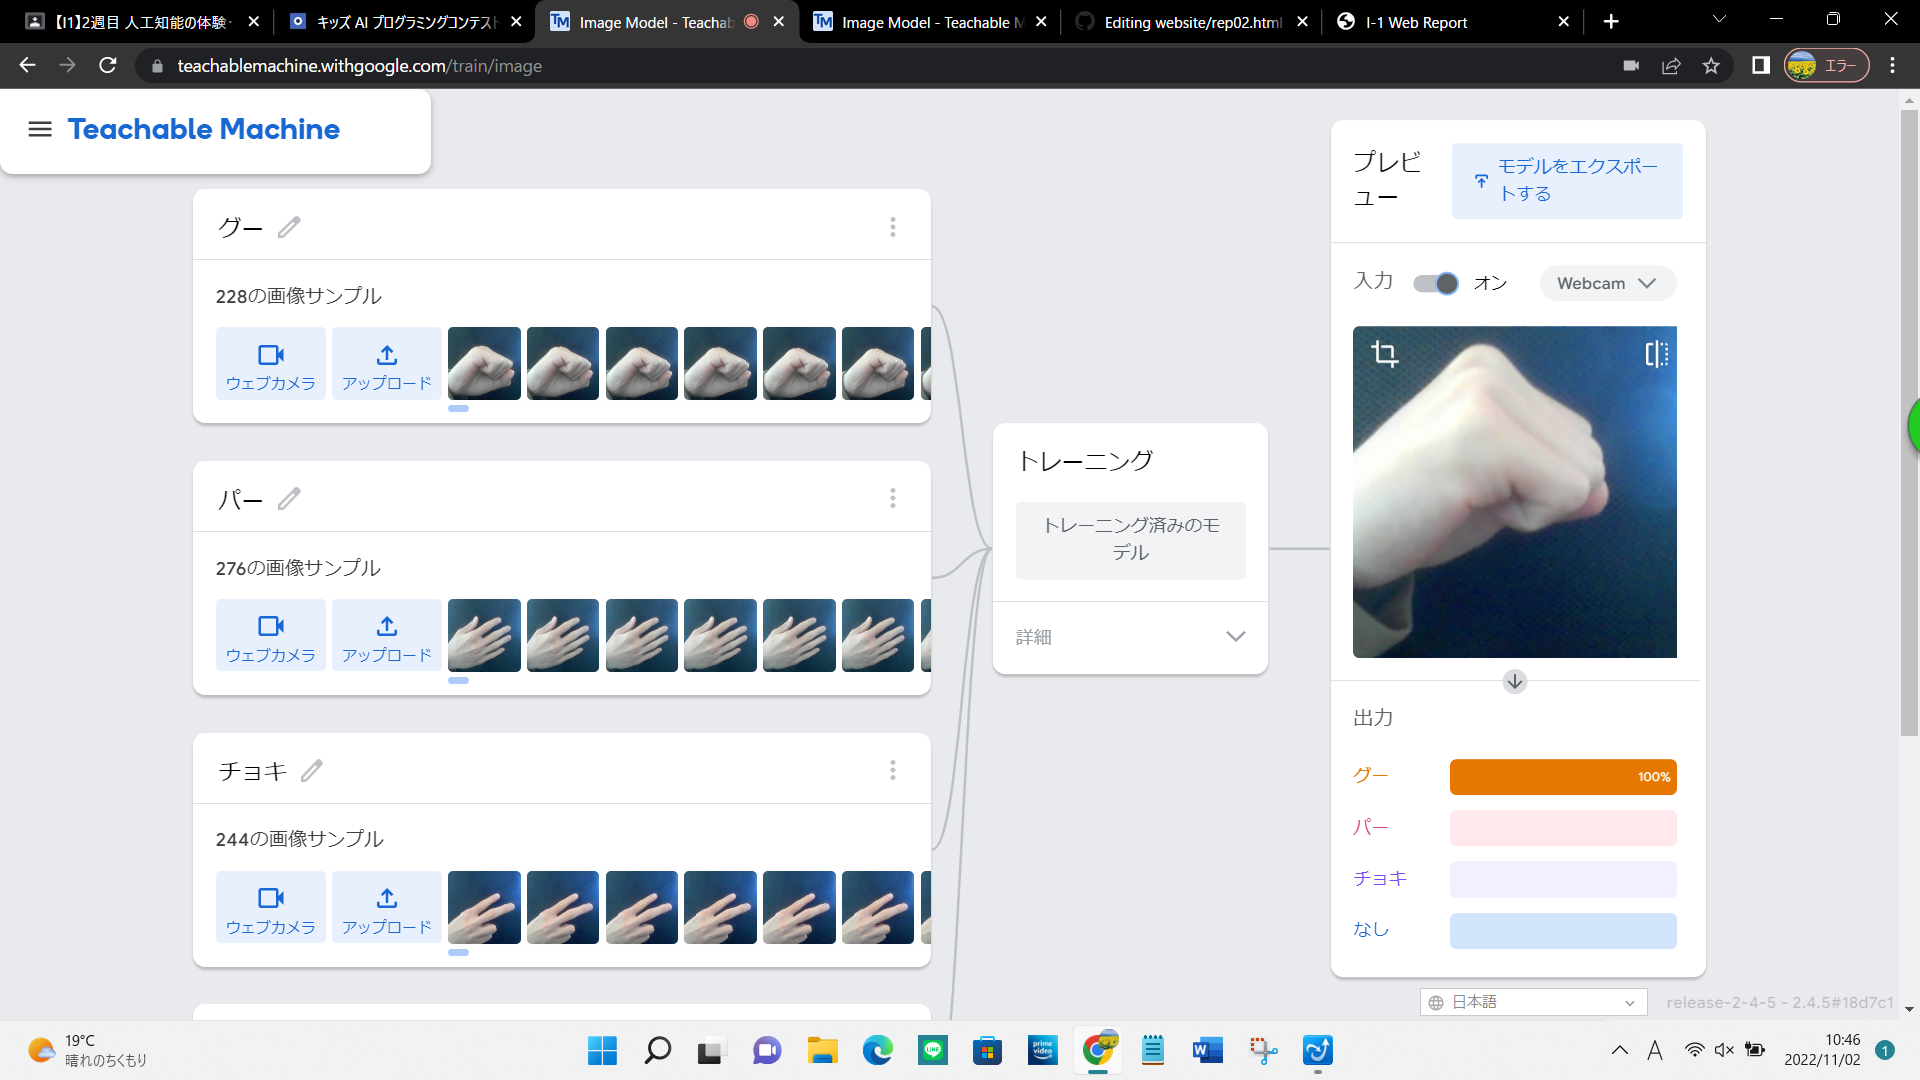 【I1】2週目 人工知能の体験
キッズ AI プログラミングコンテスト
Image Model - Teachab
Image Model - Teachable M
Editing website/rep02.html
I-1 Web Report
teachablemachine.withgoogle.com/train/image
エラー
Teachable Machine
グー
228の画像サンプル
ウェブカメラ
アップロード
パー
276の画像サンプル
ウェブカメラ
アップロード
チョキ
244の画像サンプル
ウェブカメラ
アップロード
トレーニング
トレーニング済みのモ
デル
詳細
プレビ
ュー
モデルをエクスポー
トする
入力
オン
Webcam
出力
グー
100%
パー
チョキ
なし
日本語
release-2-4-5 - 2.4.5#18d7c1
19°C
晴れのちくもり
LINE
prime video
A
10:46
2022/11/02
1